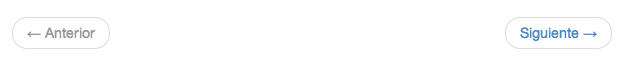 ← Anterior
Siguiente →